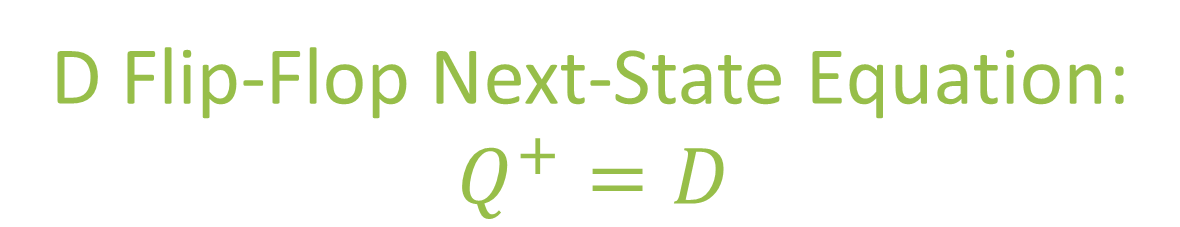 D Flip-Flop Next-State Equation:
Q⁺ = D